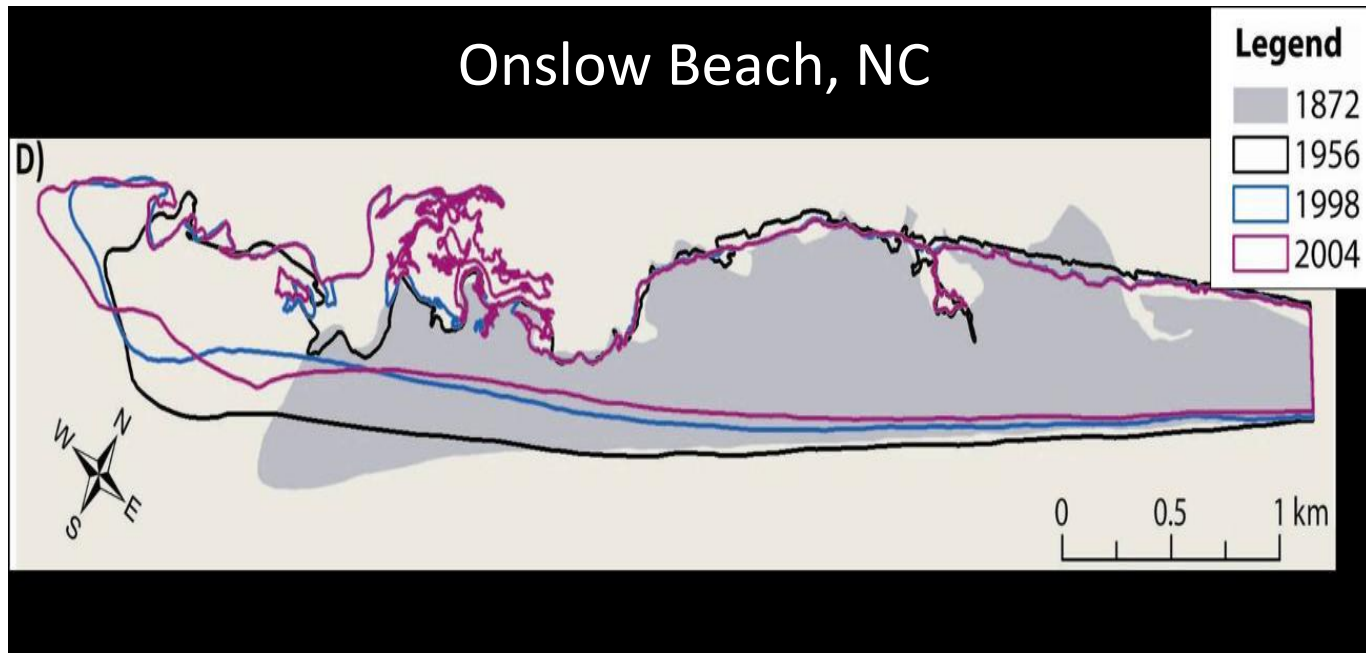 Onslow Beach, NC
Legend
1872
1956
1998
2004
D)
N
W
E
S
0 0.5 1 km